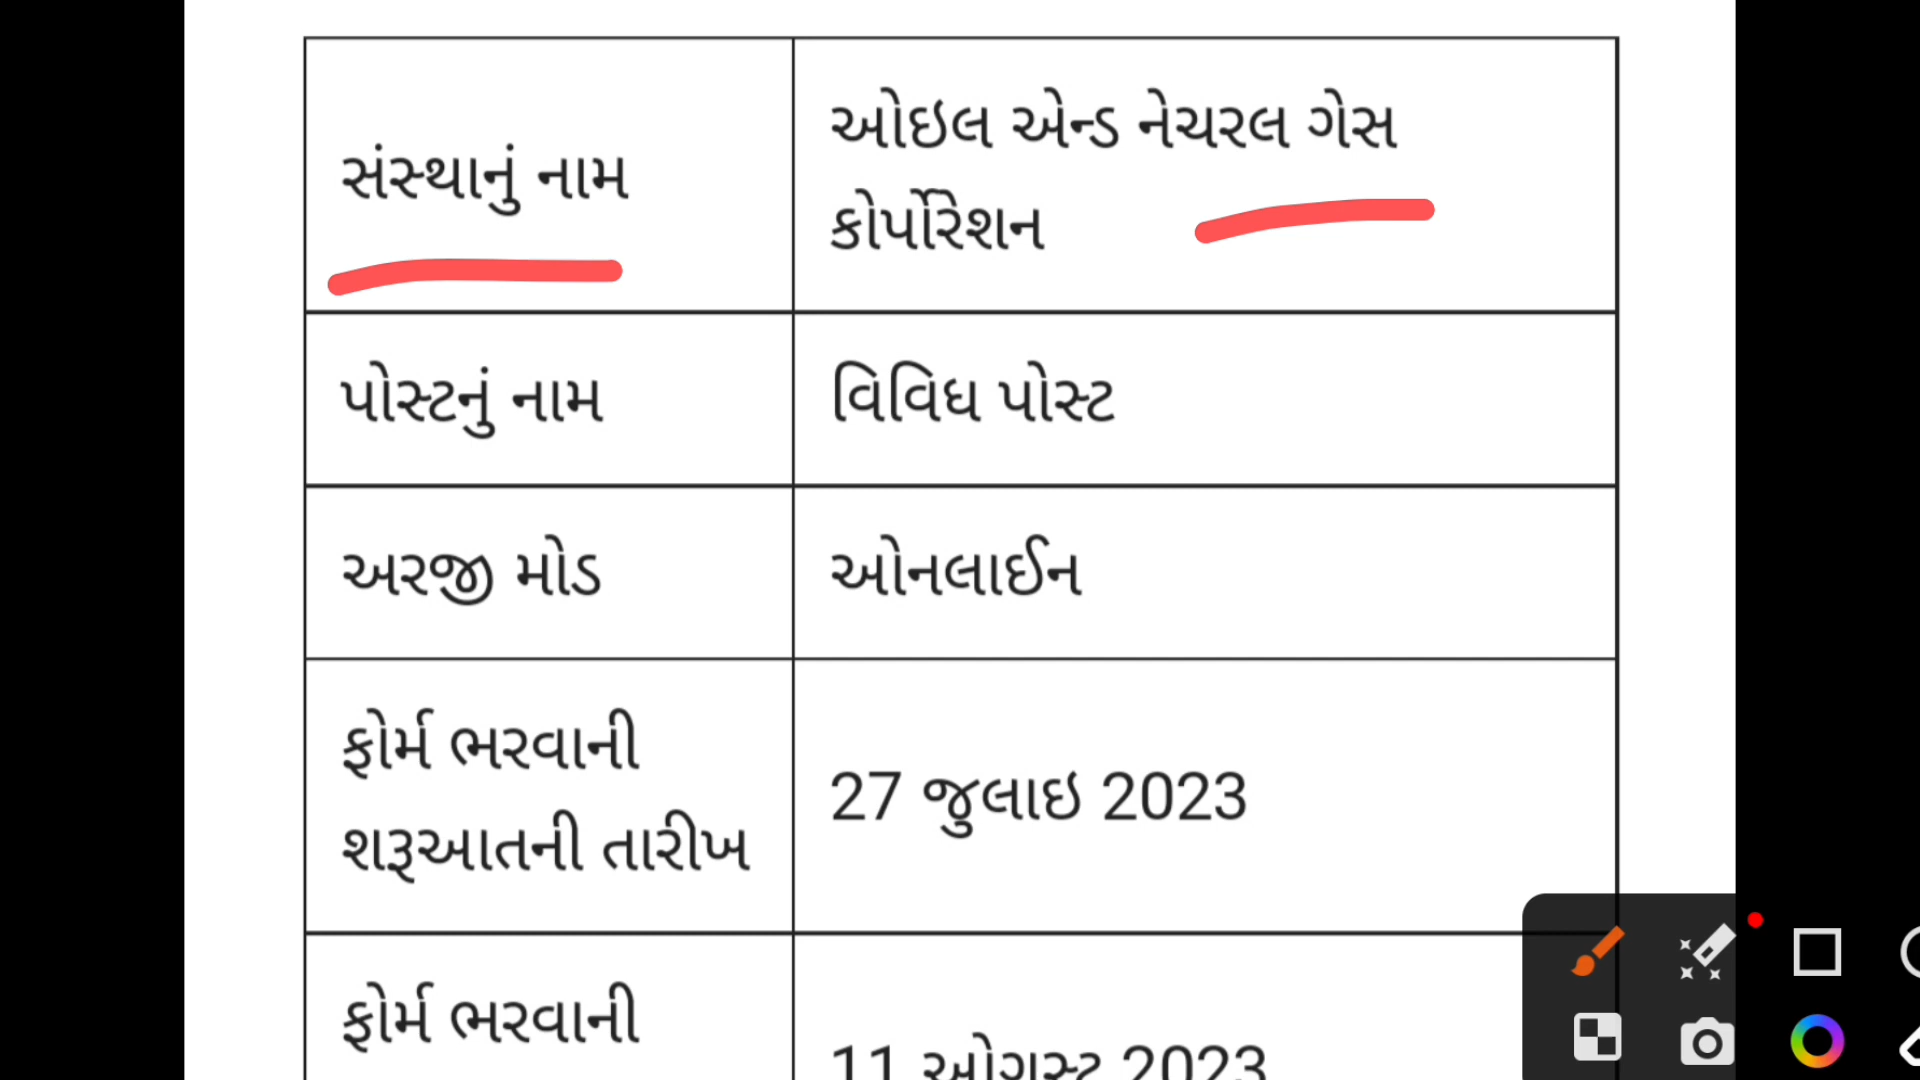 સંસ્થાનું નામ
ઓઇલ એન્ડ નેચરલ ગેસ
કોર્પોરેશન
પોસ્ટનું નામ
વિવિધ પોસ્ટ
અરજી મોડ
ઓનલાઈન
ફોર્મ ભરવાની
શરૂઆતની તારીખ
27 જુલાઇ 2023
ફોર્મ ભરવાની
11 ઓગસ્ટ 2023